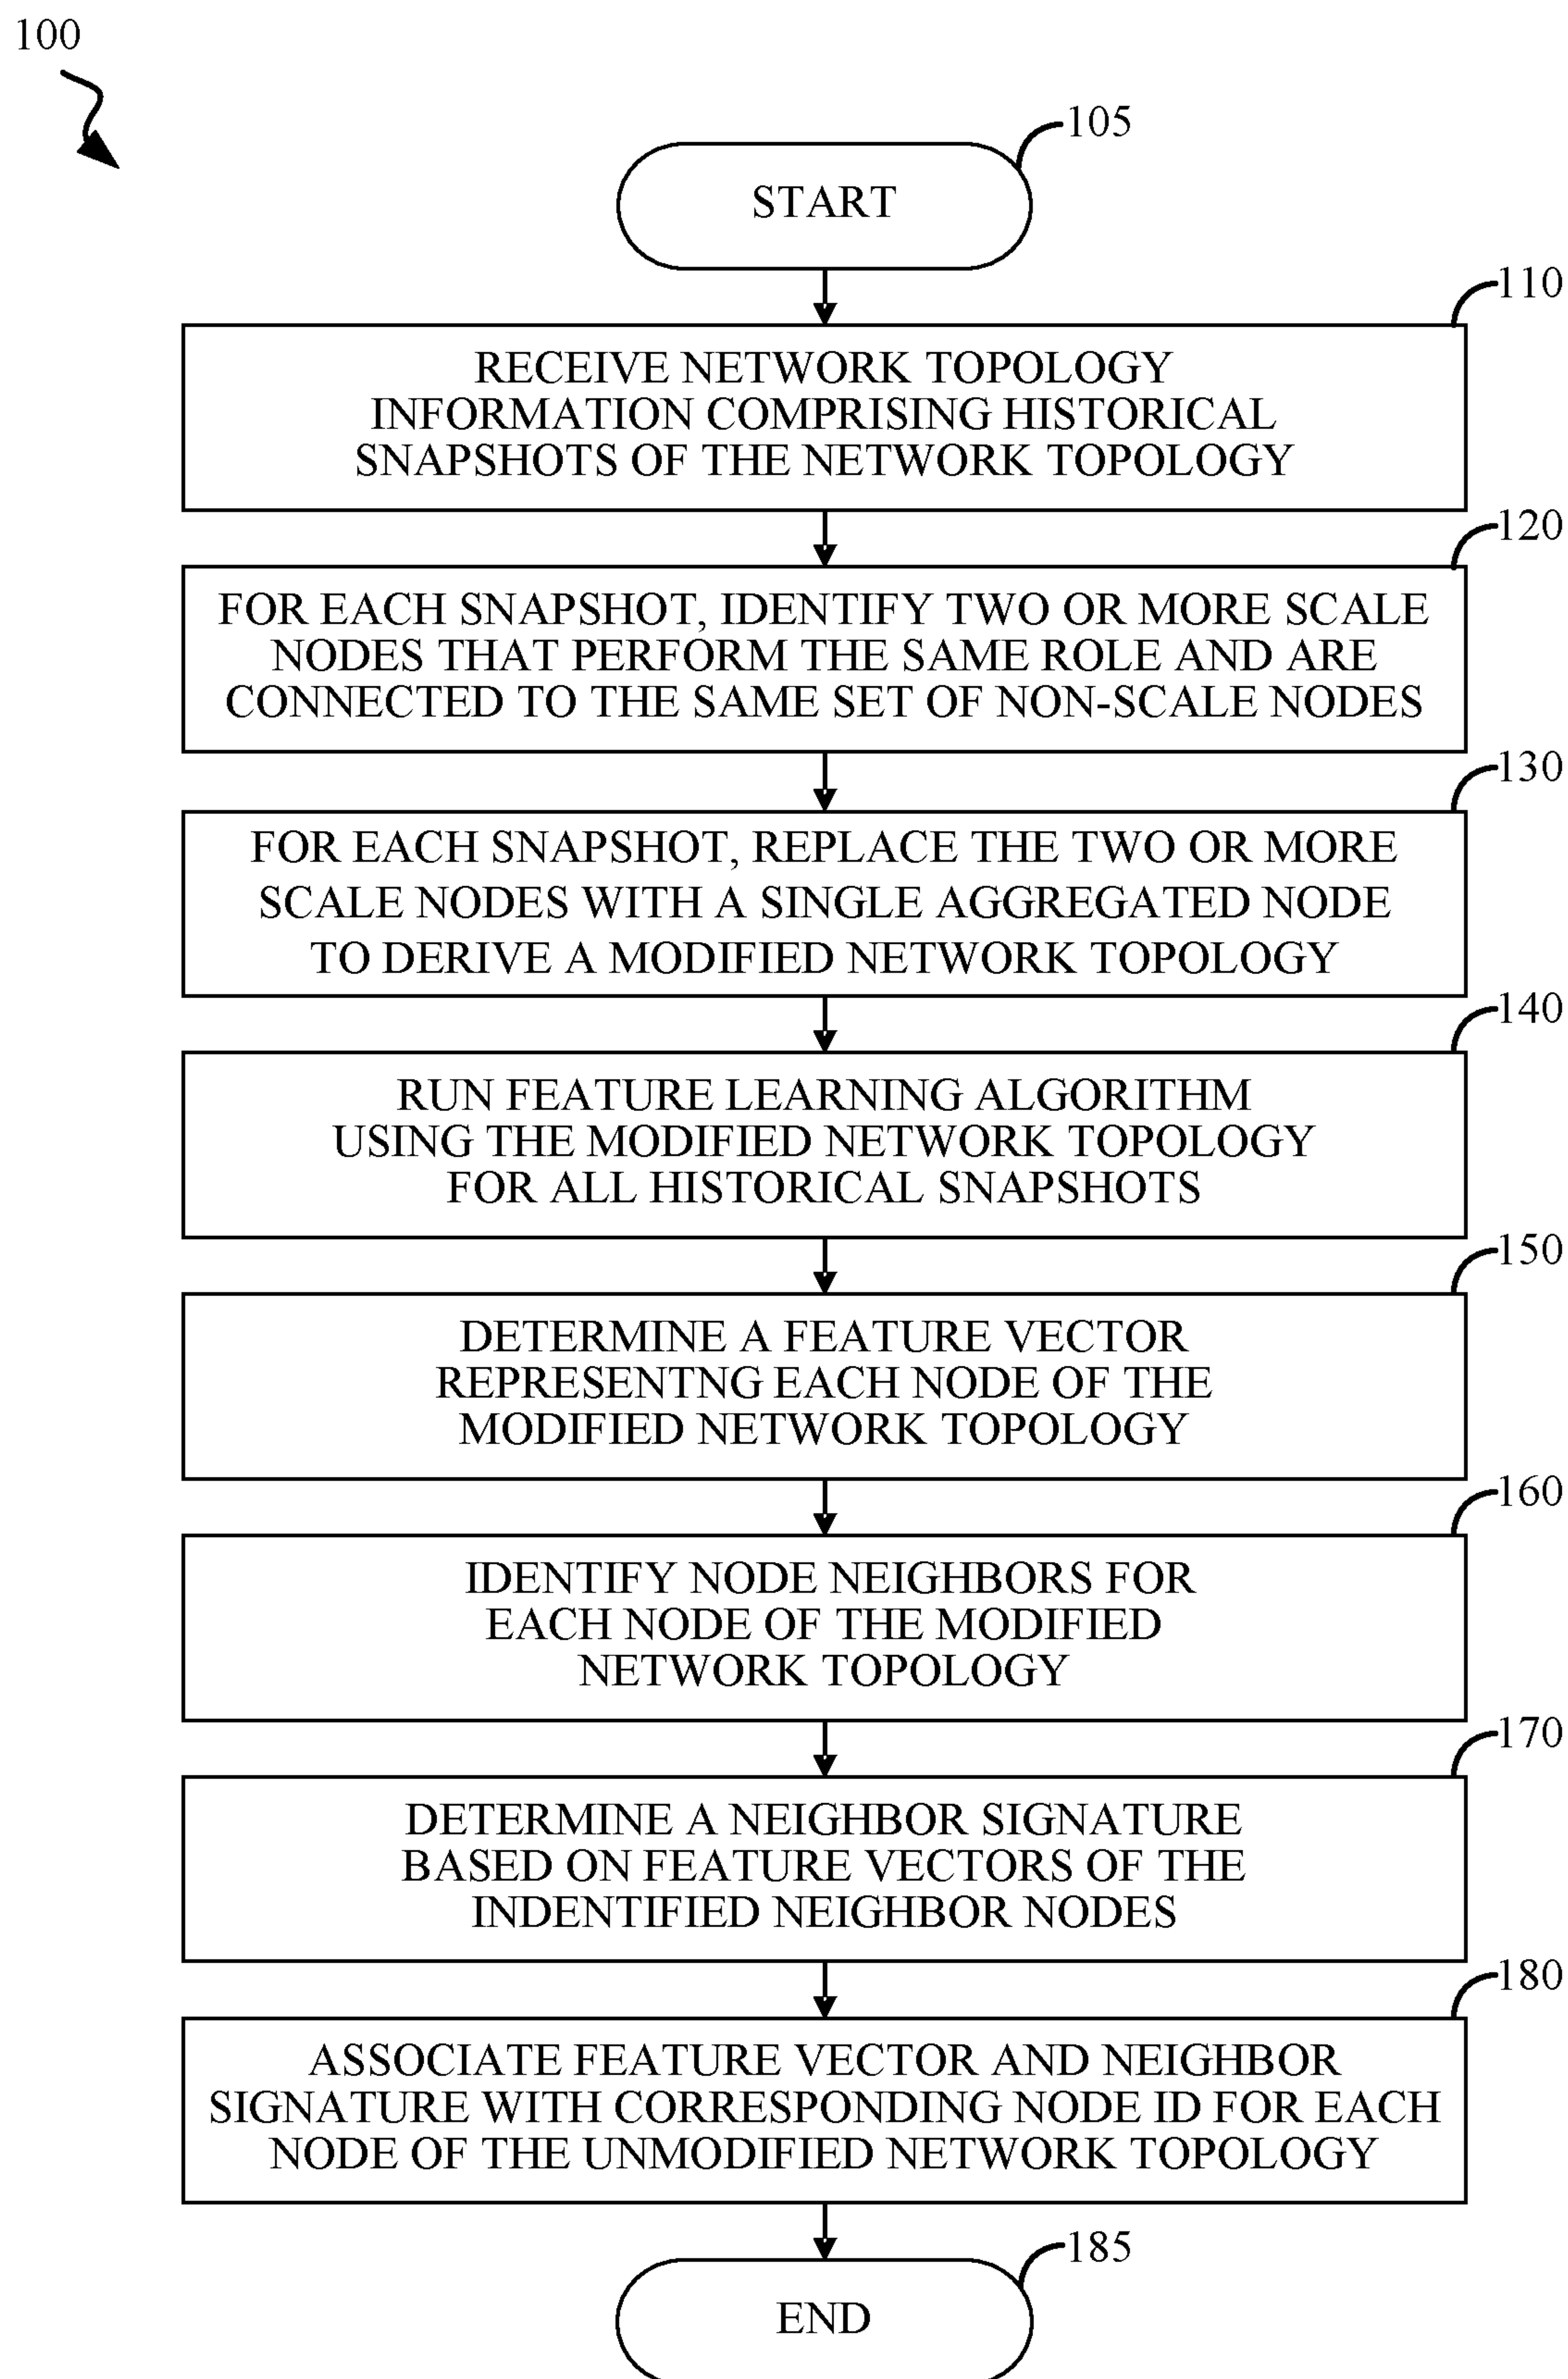 100
105
START
110
RECEIVE NETWORK TOPOLOGY
INFORMATION COMPRISING HISTORICAL
SNAPSHOTS OF THE NETWORK TOPOLOGY
120
FOR EACH SNAPSHOT, IDENTIFY TWO OR MORE SCALE
NODES THAT PERFORM THE SAME ROLE AND ARE
CONNECTED TO THE SAME SET OF NON-SCALE NODES
130
FOR EACH SNAPSHOT, REPLACE THE TWO OR MORE
SCALE NODES WITH A SINGLE AGGREGATED NODE
TO DERIVE A MODIFIED NETWORK TOPOLOGY
140
RUN FEATURE LEARNING ALGORITHM
USING THE MODIFIED NETWORK TOPOLOGY
FOR ALL HISTORICAL SNAPSHOTS
150
DETERMINE A FEATURE VECTOR
REPRESENTNG EACH NODE OF THE
MODIFIED NETWORK TOPOLOGY
160
IDENTIFY NODE NEIGHBORS FOR
EACH NODE OF THE MODIFIED
NETWORK TOPOLOGY
170
DETERMINE A NEIGHBOR SIGNATURE
BASED ON FEATURE VECTORS OF THE
INDENTIFIED NEIGHBOR NODES
180
ASSOCIATE FEATURE VECTOR AND NEIGHBOR
SIGNATURE WITH CORRESPONDING NODE ID FOR EACH
NODE OF THE UNMODIFIED NETWORK TOPOLOGY
185
END